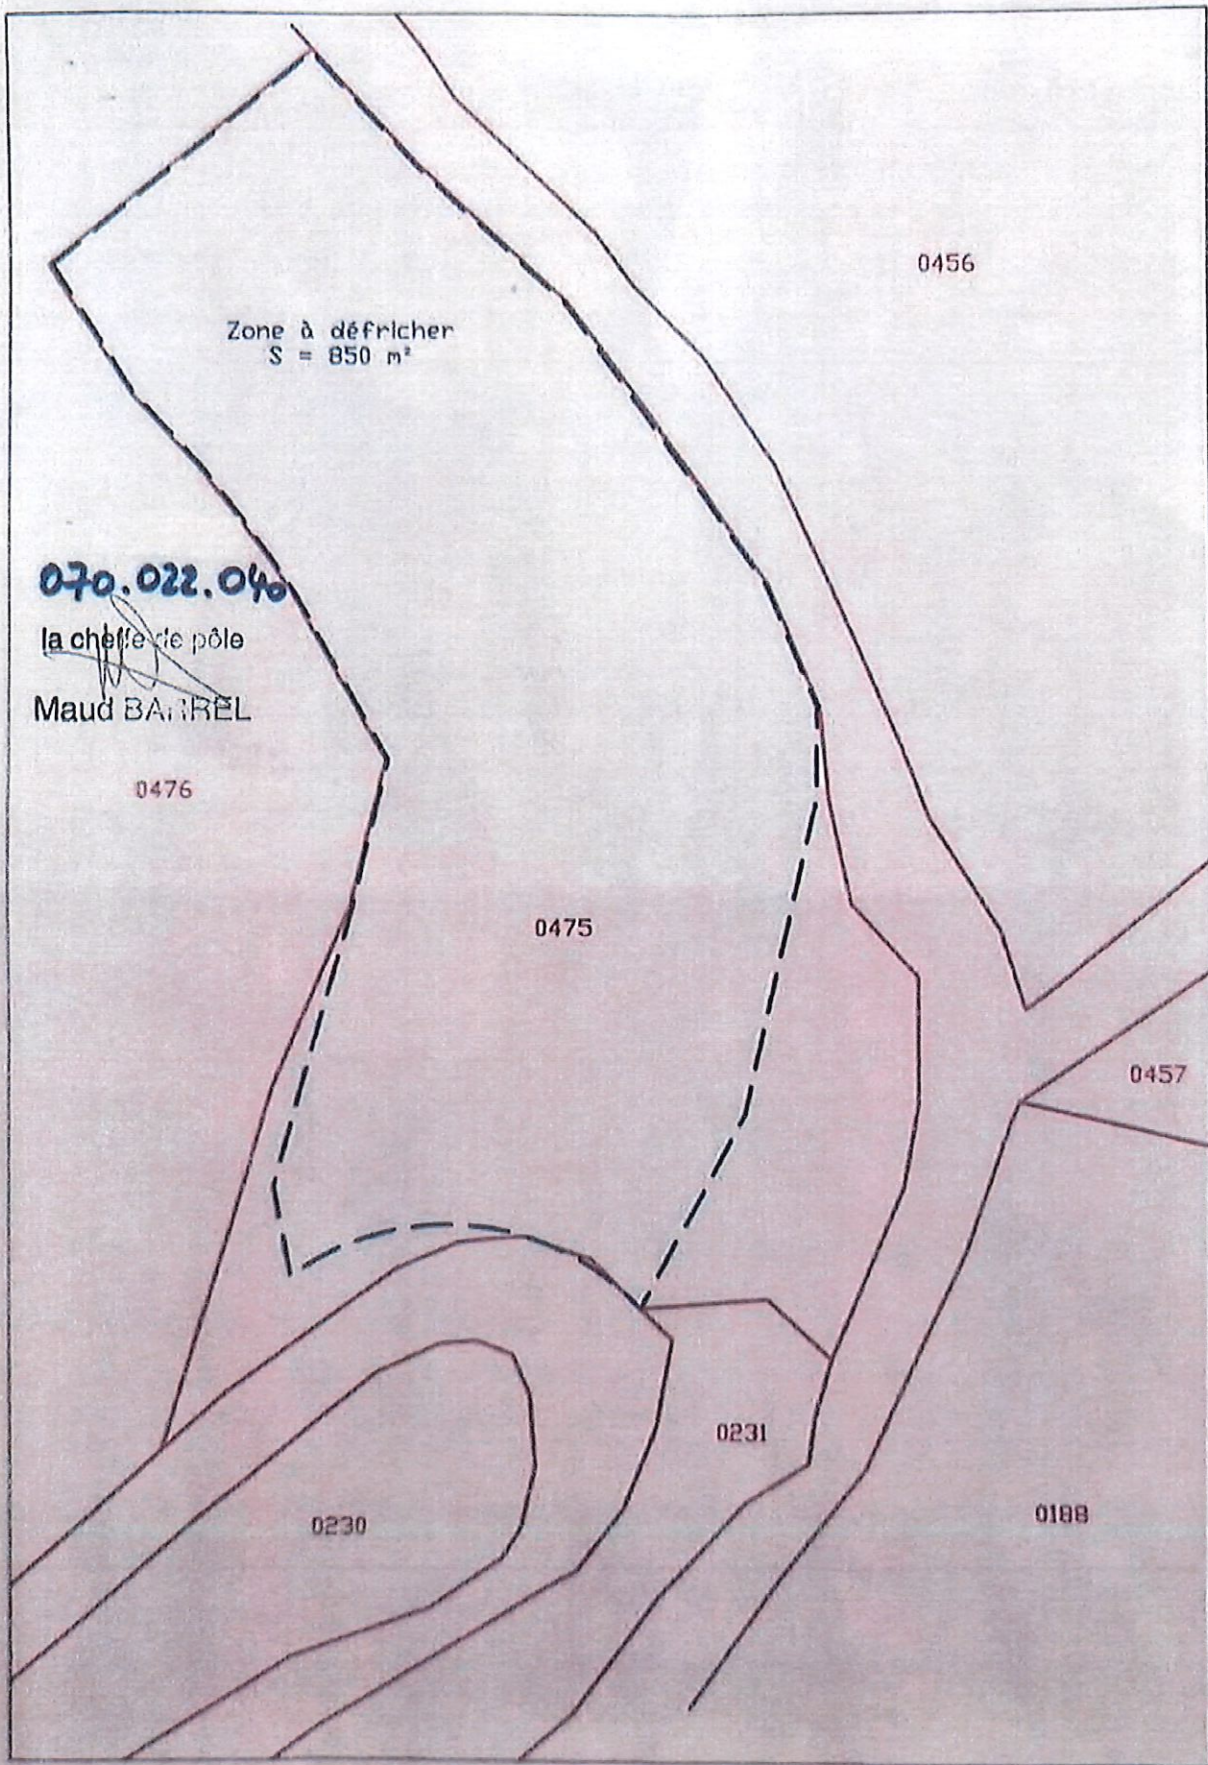 0456
Zone à défricher
S = 850 m²
070.022.040
la cheffe de pôle
Maud BARREL
0476
0475
0457
0231
0230
0188